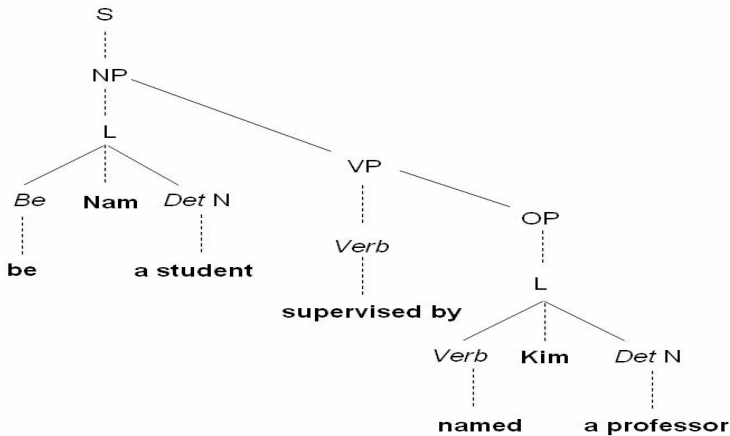 S
NP
L
VP
Be Nam Det N
OP
Verb
be a student
L
supervised by
Verb Kim Det N
named a professor